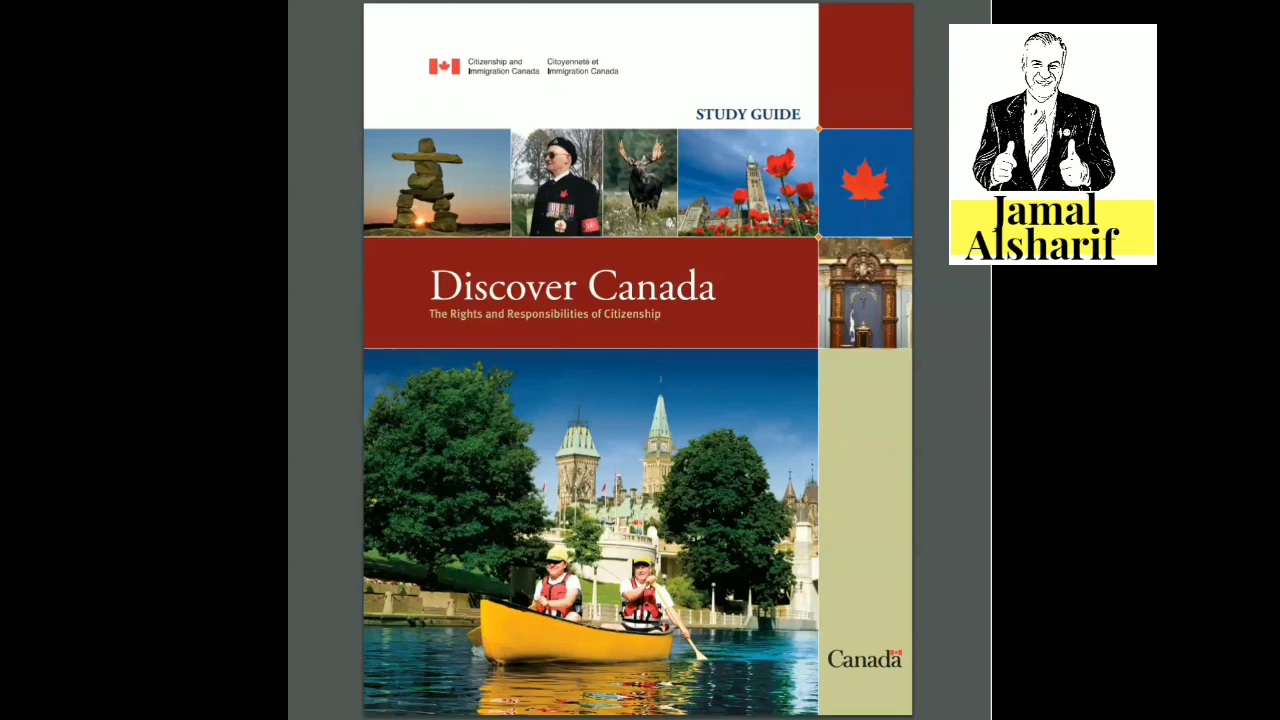 Citizenship and
Immigration Canada
Citoyenneté et
Immigration Canada
STUDY GUIDE
Discover Canada
The Rights and Responsibilities of Citizenship
Canada
Jamal
Alsharif